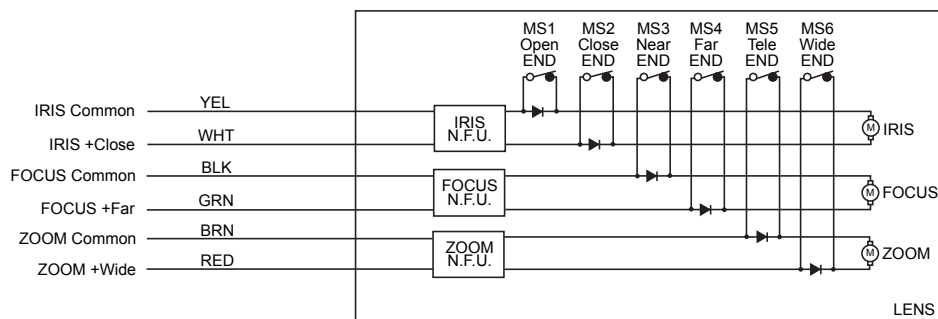 MS1 MS2 MS3 MS4 MS5 MS6
Open Close Near Far Tele Wide
END END END END END END
IRIS Common YEL
IRIS N.F.U.
M IRIS
IRIS +Close WHT
FOCUS Common BLK
FOCUS N.F.U.
M FOCUS
FOCUS +Far GRN
ZOOM Common BRN
ZOOM N.F.U.
M ZOOM
ZOOM +Wide RED
LENS